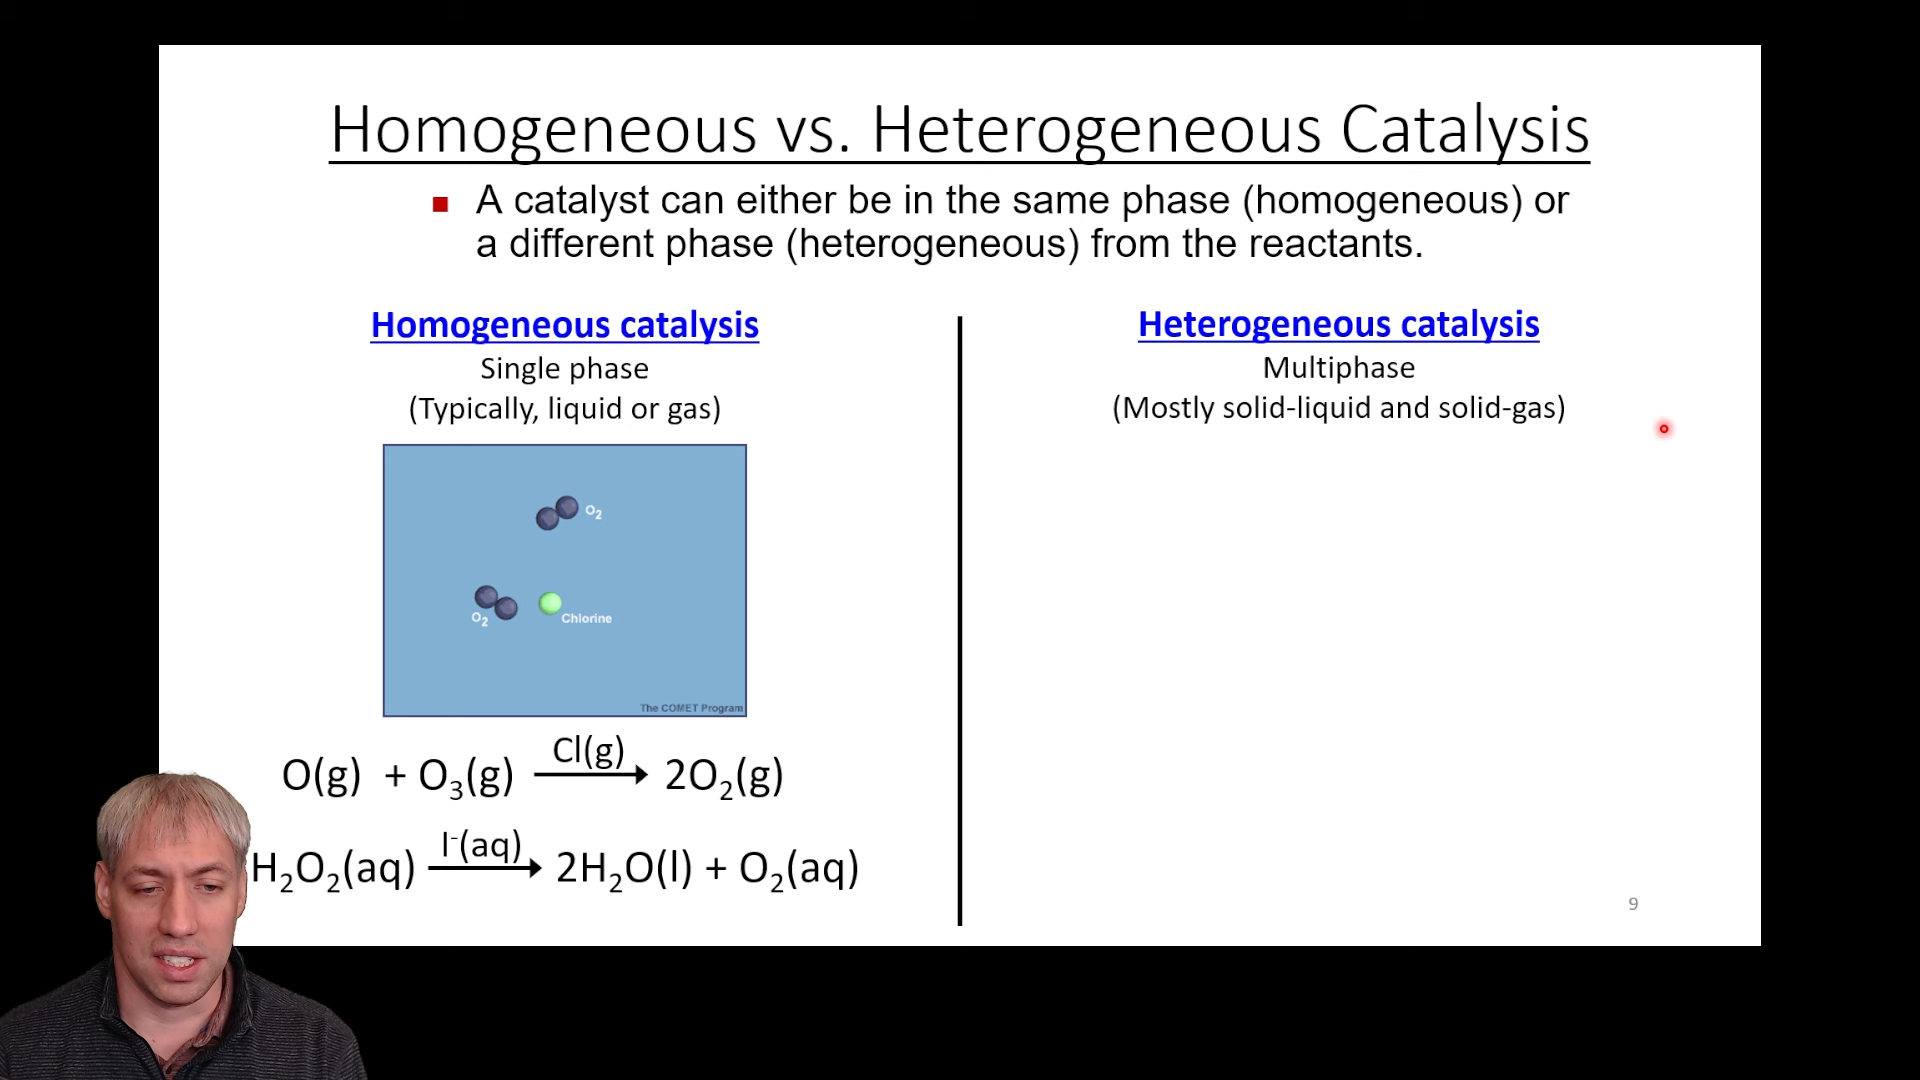 Homogeneous vs. Heterogeneous Catalysis
A catalyst can either be in the same phase (homogeneous) or
a different phase (heterogeneous) from the reactants.
Homogeneous catalysis
Single phase
(Typically, liquid or gas)
O₂
O₂
Chlorine
The COMET Program
O(g) + O₃(g) Cl(g) → 2O₂(g)
H₂O₂(aq) I⁻(aq) → 2H₂O(l) + O₂(aq)
Heterogeneous catalysis
Multiphase
(Mostly solid-liquid and solid-gas)
9